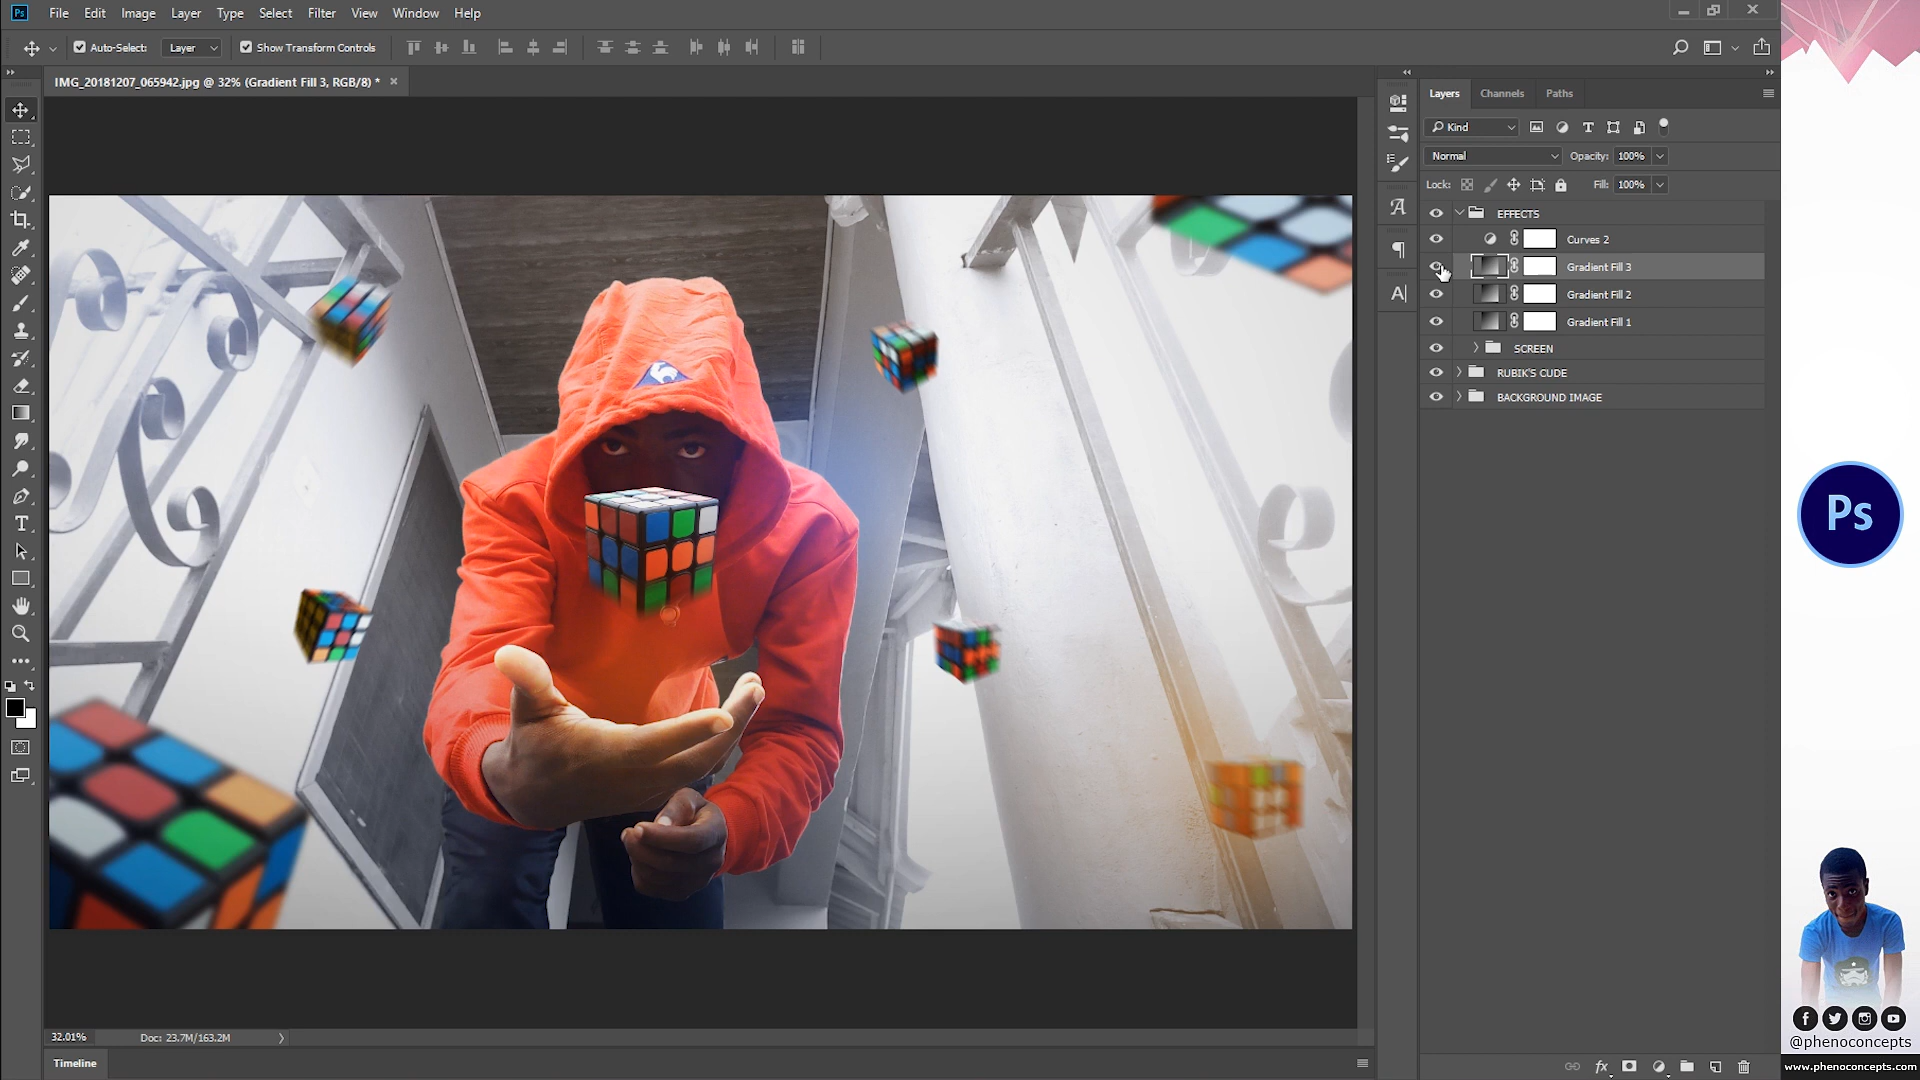 Ps File Edit Image Layer Type Select Filter View Window Help
Auto-Select: Layer Show Transform Controls
IMG_20181207_065942.jpg @ 32% (Gradient Fill 3, RGB/8) *
Layers Channels Paths
Kind
Normal Opacity: 100%
Lock: Fill: 100%
EFFECTS
Curves 2
Gradient Fill 3
Gradient Fill 2
Gradient Fill 1
SCREEN
RUBIK'S CUDE
BACKGROUND IMAGE
Ps
32.01% Doc: 23.7M/163.2M
Timeline
@phenoconcepts
www.phenoconcepts.com